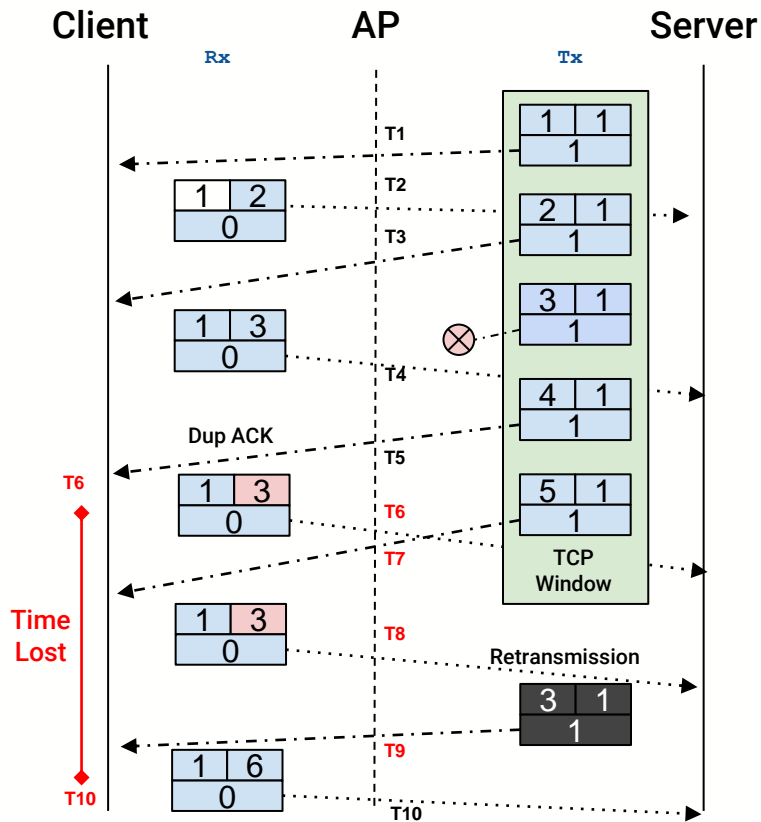 Client AP Server
Rx Tx
1 1
T1
1
T2
1 2
2 1
0
T3
1
3 1
1 3
1
0
T4
4 1
1
Dup ACK
T5
T6
1 3
5 1
T6
0
1
T7
TCP
Window
Time
Lost
1 3
T8
0
Retransmission
3 1
1
T9
1 6
0
T10
T10